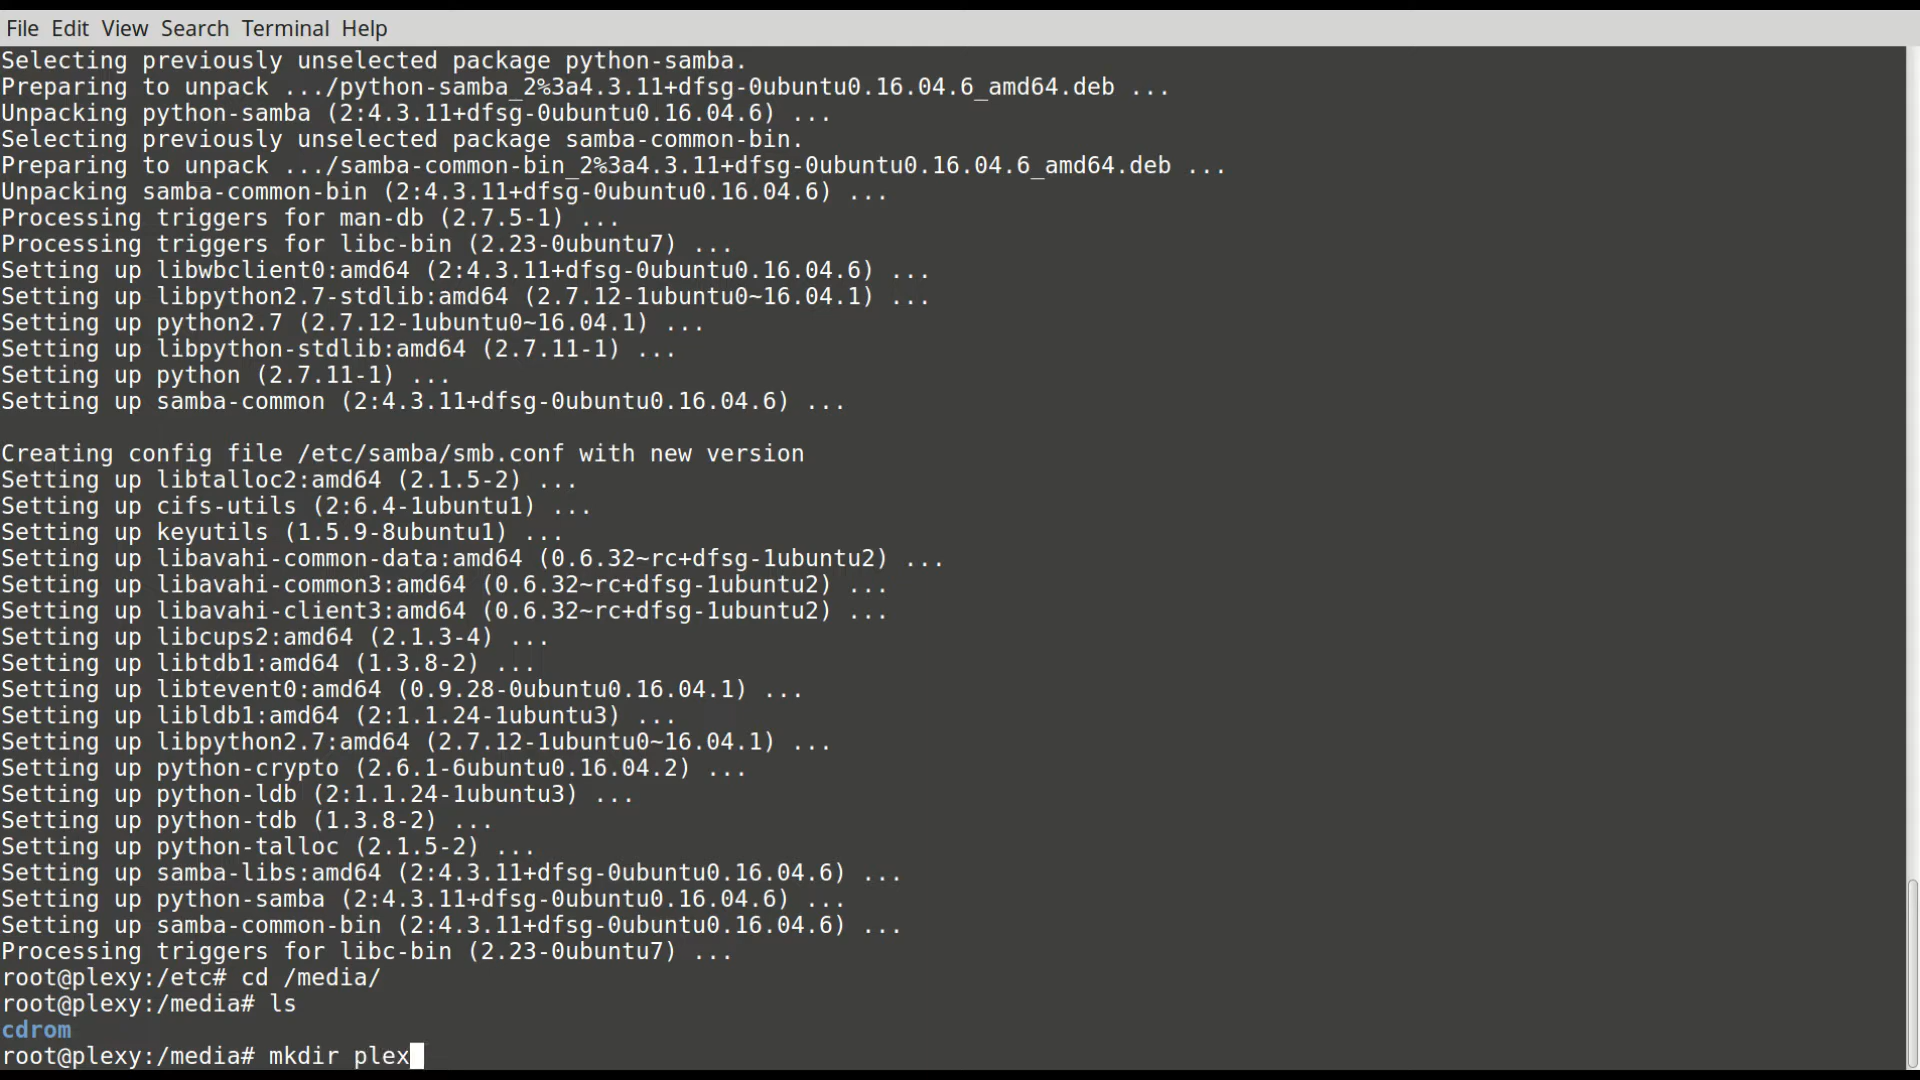 File Edit View Search Terminal Help
Selecting previously unselected package python-samba.
Preparing to unpack .../python-samba_2%3a4.3.11+dfsg-0ubuntu0.16.04.6_amd64.deb ...
Unpacking python-samba (2:4.3.11+dfsg-0ubuntu0.16.04.6) ...
Selecting previously unselected package samba-common-bin.
Preparing to unpack .../samba-common-bin_2%3a4.3.11+dfsg-0ubuntu0.16.04.6_amd64.deb ...
Unpacking samba-common-bin (2:4.3.11+dfsg-0ubuntu0.16.04.6) ...
Processing triggers for man-db (2.7.5-1) ...
Processing triggers for libc-bin (2.23-0ubuntu7) ...
Setting up libwbclient0:amd64 (2:4.3.11+dfsg-0ubuntu0.16.04.6) ...
Setting up libpython2.7-stdlib:amd64 (2.7.12-1ubuntu0~16.04.1) ...
Setting up python2.7 (2.7.12-1ubuntu0~16.04.1) ...
Setting up libpython-stdlib:amd64 (2.7.11-1) ...
Setting up python (2.7.11-1) ...
Setting up samba-common (2:4.3.11+dfsg-0ubuntu0.16.04.6) ...
Creating config file /etc/samba/smb.conf with new version
Setting up libtalloc2:amd64 (2.1.5-2) ...
Setting up cifs-utils (2:6.4-1ubuntu1) ...
Setting up keyutils (1.5.9-8ubuntu1) ...
Setting up libavahi-common-data:amd64 (0.6.32~rc+dfsg-1ubuntu2) ...
Setting up libavahi-common3:amd64 (0.6.32~rc+dfsg-1ubuntu2) ...
Setting up libavahi-client3:amd64 (0.6.32~rc+dfsg-1ubuntu2) ...
Setting up libcups2:amd64 (2.1.3-4) ...
Setting up libtdb1:amd64 (1.3.8-2) ...
Setting up libtevent0:amd64 (0.9.28-0ubuntu0.16.04.1) ...
Setting up libldb1:amd64 (2:1.1.24-1ubuntu3) ...
Setting up libpython2.7:amd64 (2.7.12-1ubuntu0~16.04.1) ...
Setting up python-crypto (2.6.1-6ubuntu0.16.04.2) ...
Setting up python-ldb (2:1.1.24-1ubuntu3) ...
Setting up python-tdb (1.3.8-2) ...
Setting up python-talloc (2.1.5-2) ...
Setting up samba-libs:amd64 (2:4.3.11+dfsg-0ubuntu0.16.04.6) ...
Setting up python-samba (2:4.3.11+dfsg-0ubuntu0.16.04.6) ...
Setting up samba-common-bin (2:4.3.11+dfsg-0ubuntu0.16.04.6) ...
Processing triggers for libc-bin (2.23-0ubuntu7) ...
root@plexy:/etc# cd /media/
root@plexy:/media# ls
cdrom
root@plexy:/media# mkdir plex